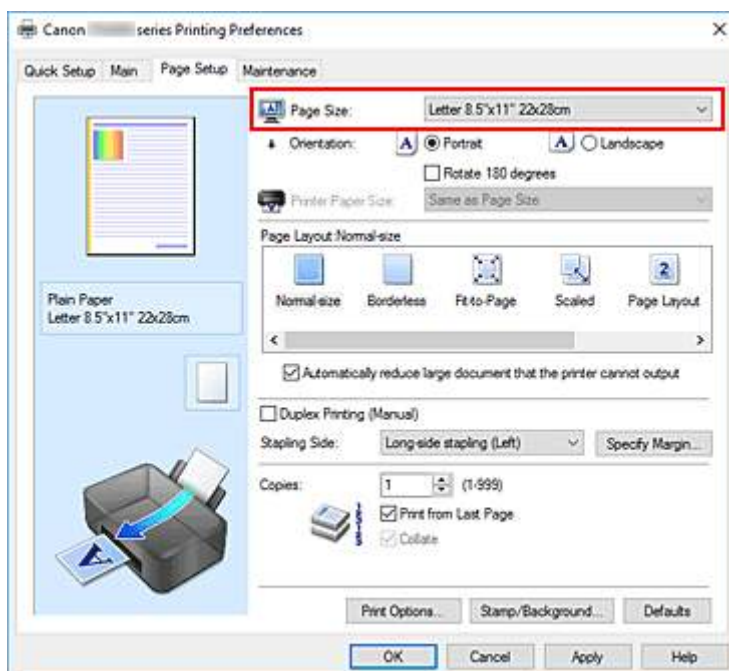 Canon series Printing Preferences
Quick Setup Main Page Setup Maintenance
Page Size: Letter 8.5"x11" 22x28cm
Orientation: A Portrait A Landscape
Rotate 180 degrees
Printer Paper Size: Same as Page Size
Page Layout:Normal-size
2
Normal-size Borderless Fit-to-Page Scaled Page Layout
Plain Paper
Letter 8.5"x11" 22x28cm
Automatically reduce large document that the printer cannot output
Duplex Printing (Manual)
Stapling Side: Long-side stapling (Left) Specify Margin...
Copies: 1 (1-999)
Print from Last Page
Collate
A
Print Options... Stamp/Background... Defaults
OK Cancel Apply Help